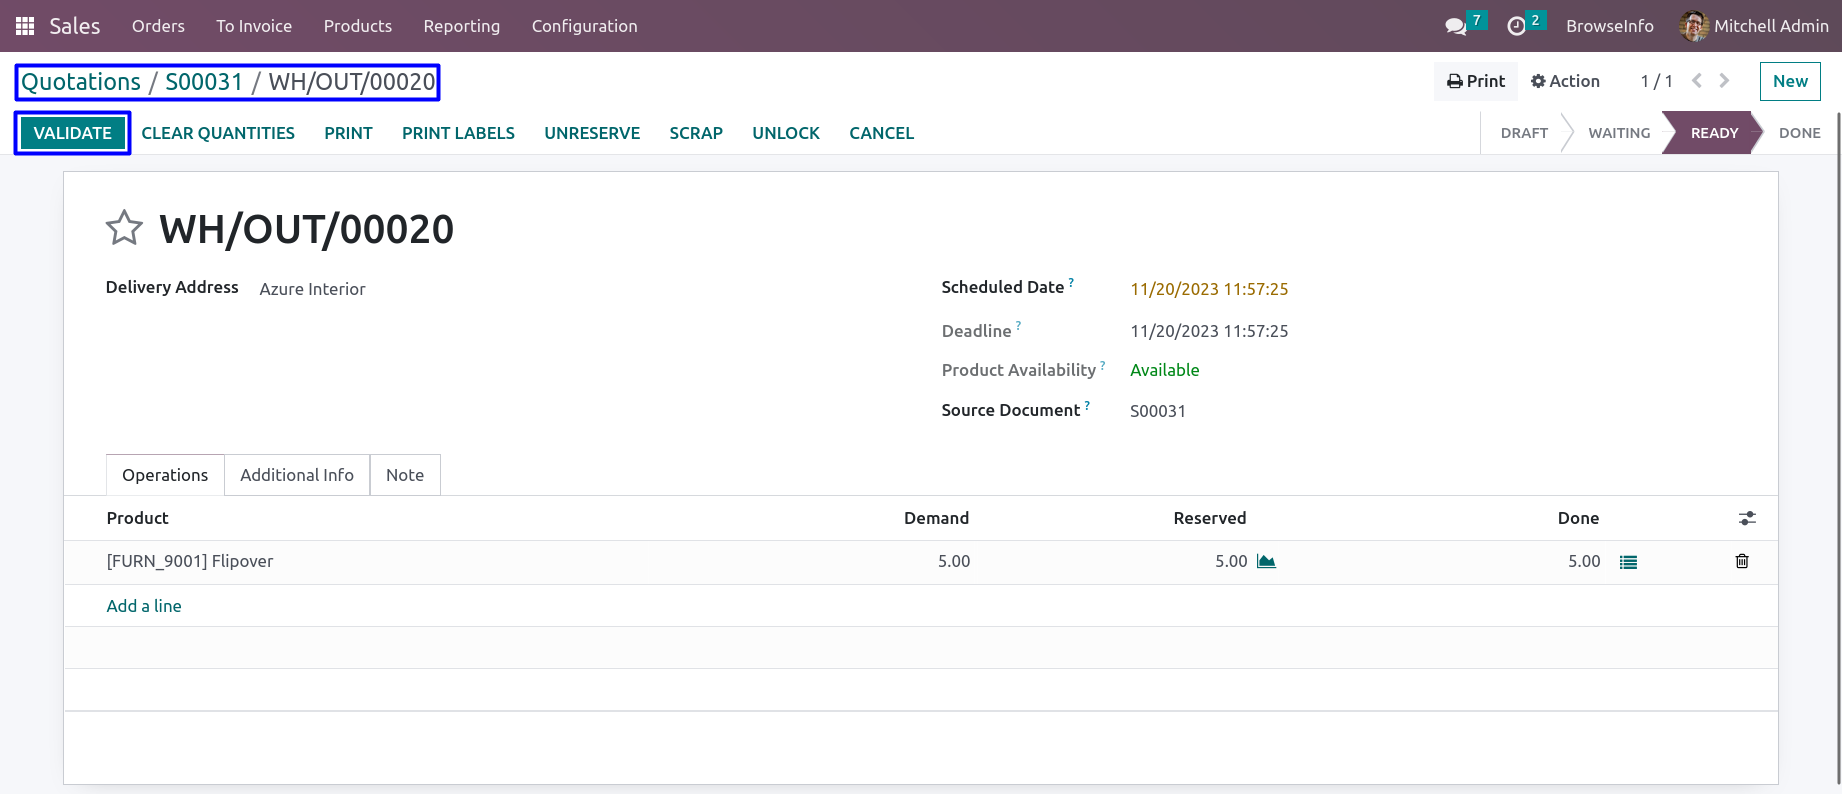 Sales Orders To Invoice Products Reporting Configuration 7 2 BrowseInfo Mitchell Admin
Quotations / S00031 / WH/OUT/00020 Print Action 1 / 1 New
VALIDATE CLEAR QUANTITIES PRINT PRINT LABELS UNRESERVE SCRAP UNLOCK CANCEL DRAFT WAITING READY DONE
WH/OUT/00020
Delivery Address Azure Interior Scheduled Date ? 11/20/2023 11:57:25
Deadline ? 11/20/2023 11:57:25
Product Availability ? Available
Source Document ? S00031
Operations Additional Info Note
Product Demand Reserved Done
[FURN_9001] Flipover 5.00 5.00 5.00
Add a line